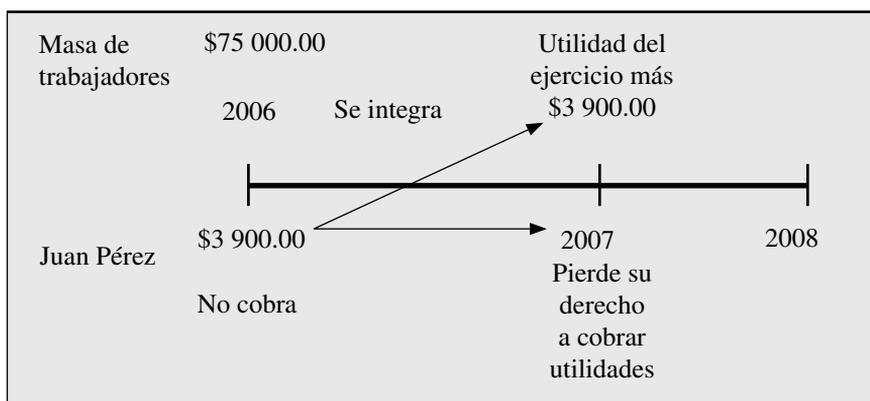 Masa de
trabajadores
$75 000.00
Utilidad del
ejercicio más
$3 900.00
2006
Se integra
Juan Pérez
$3 900.00
No cobra
2007
Pierde su
derecho
a cobrar
utilidades
2008